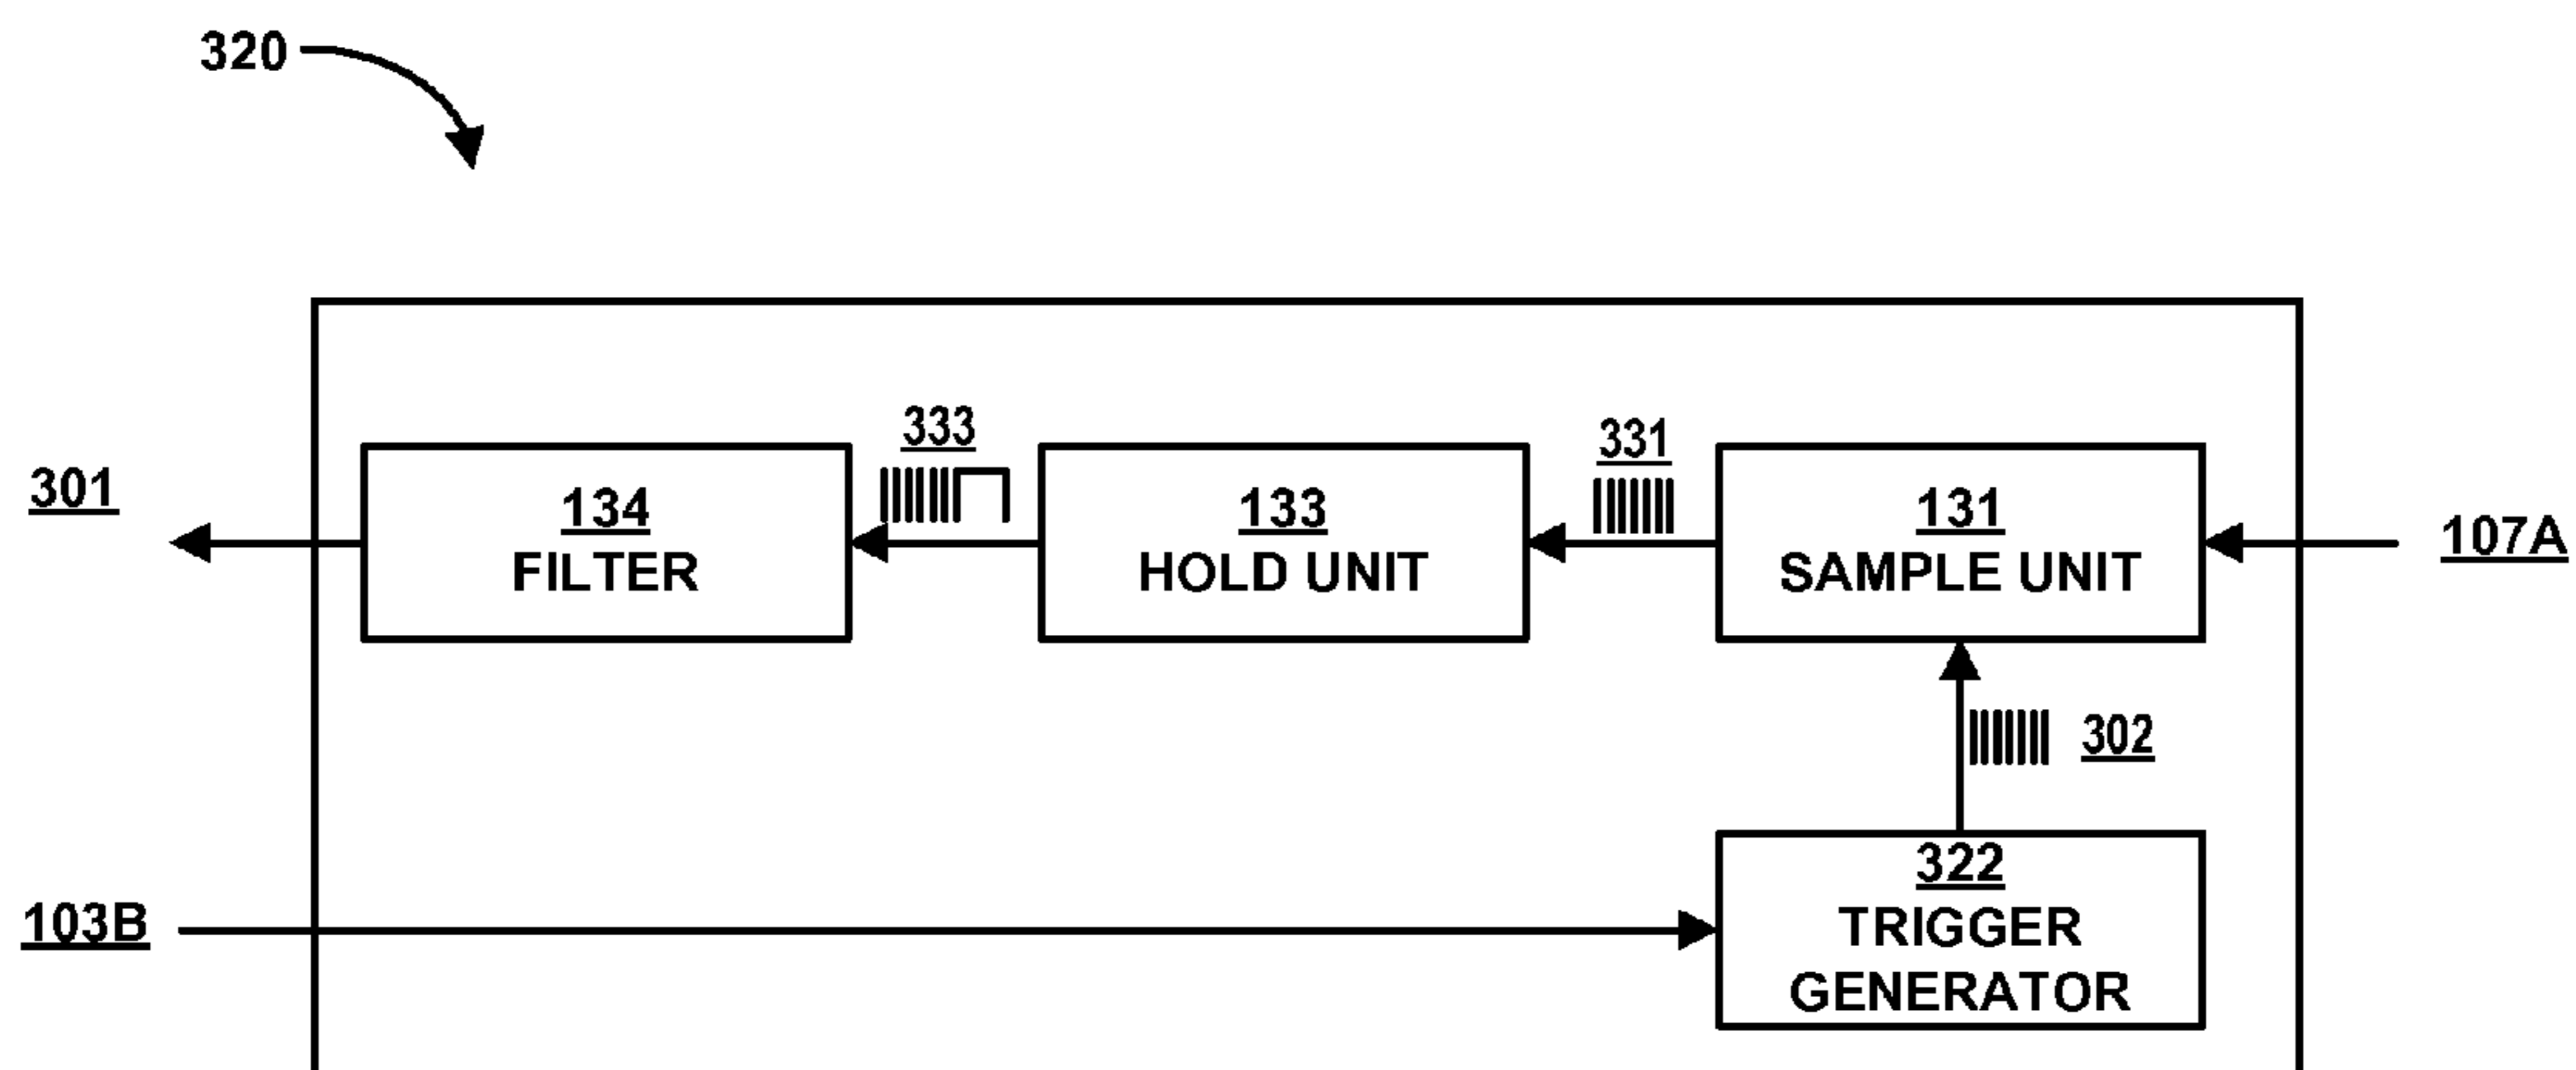 320
333
331
301
134
FILTER
133
HOLD UNIT
131
SAMPLE UNIT
107A
302
103B
322
TRIGGER
GENERATOR